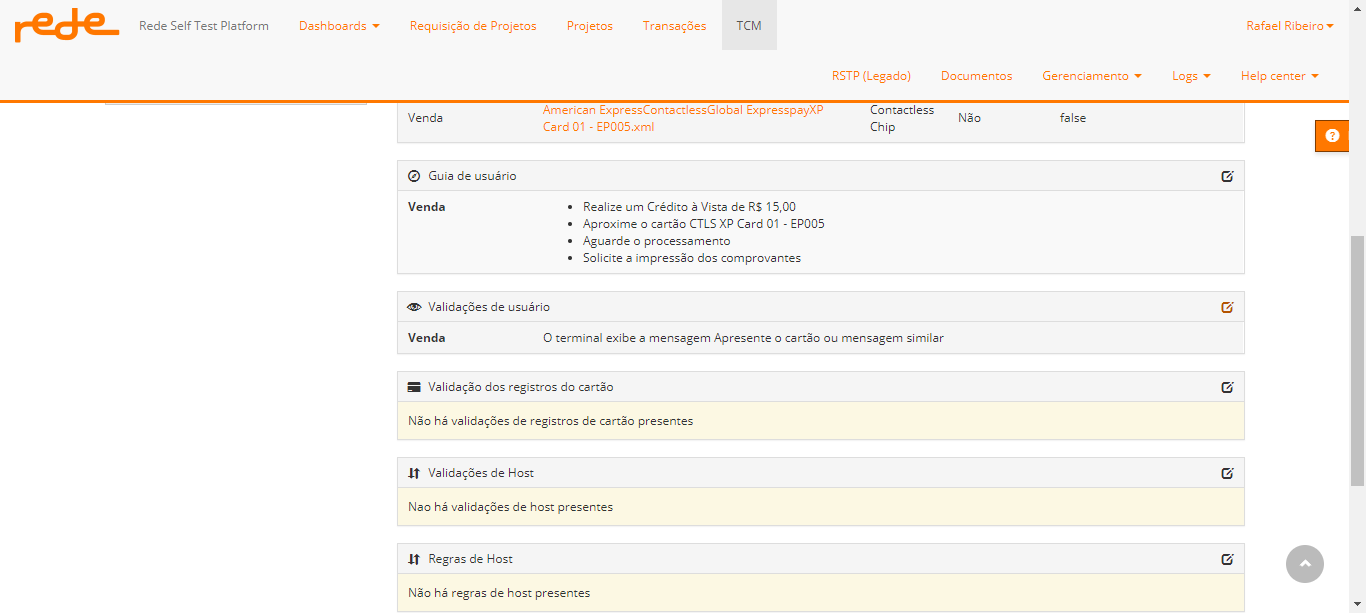 rede Rede Self Test Platform Dashboards Requisição de Projetos Projetos Transações TCM Rafael Ribeiro
RSTP (Legado) Documentos Gerenciamento Logs Help center
American ExpressContactlessGlobal ExpresspayXP Contactless
Venda Não false
Card 01 - EP005.xml Chip
?
Guia de usuário
Venda
Realize um Crédito à Vista de R$ 15,00
Aproxime o cartão CTLS XP Card 01 - EP005
Aguarde o processamento
Solicite a impressão dos comprovantes
Validações de usuário
Venda O terminal exibe a mensagem Apresente o cartão ou mensagem similar
Validação dos registros do cartão
Não há validações de registros de cartão presentes
Validações de Host
Nao há validações de host presentes
Regras de Host
Não há regras de host presentes